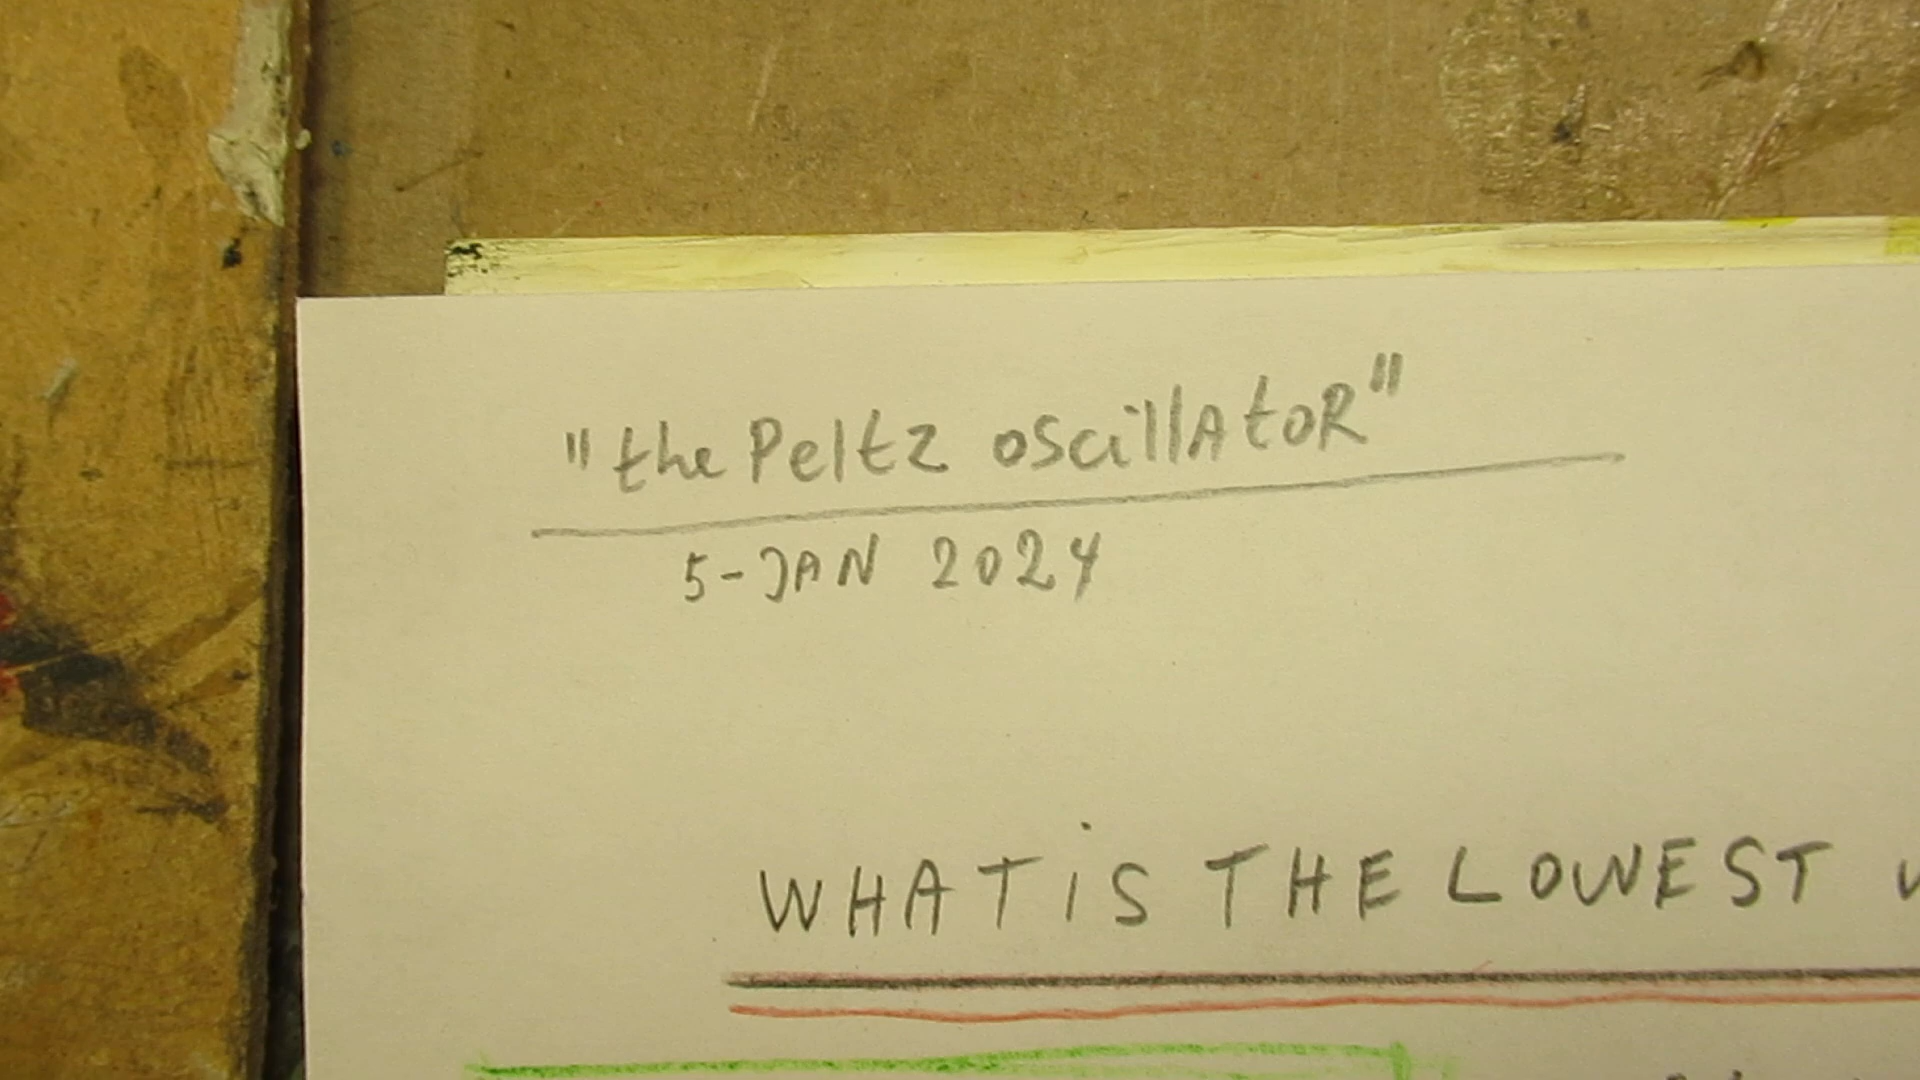 "the Peltz oscillAtoR"
5-JAN 2024
WHAT iS THE LOWEST